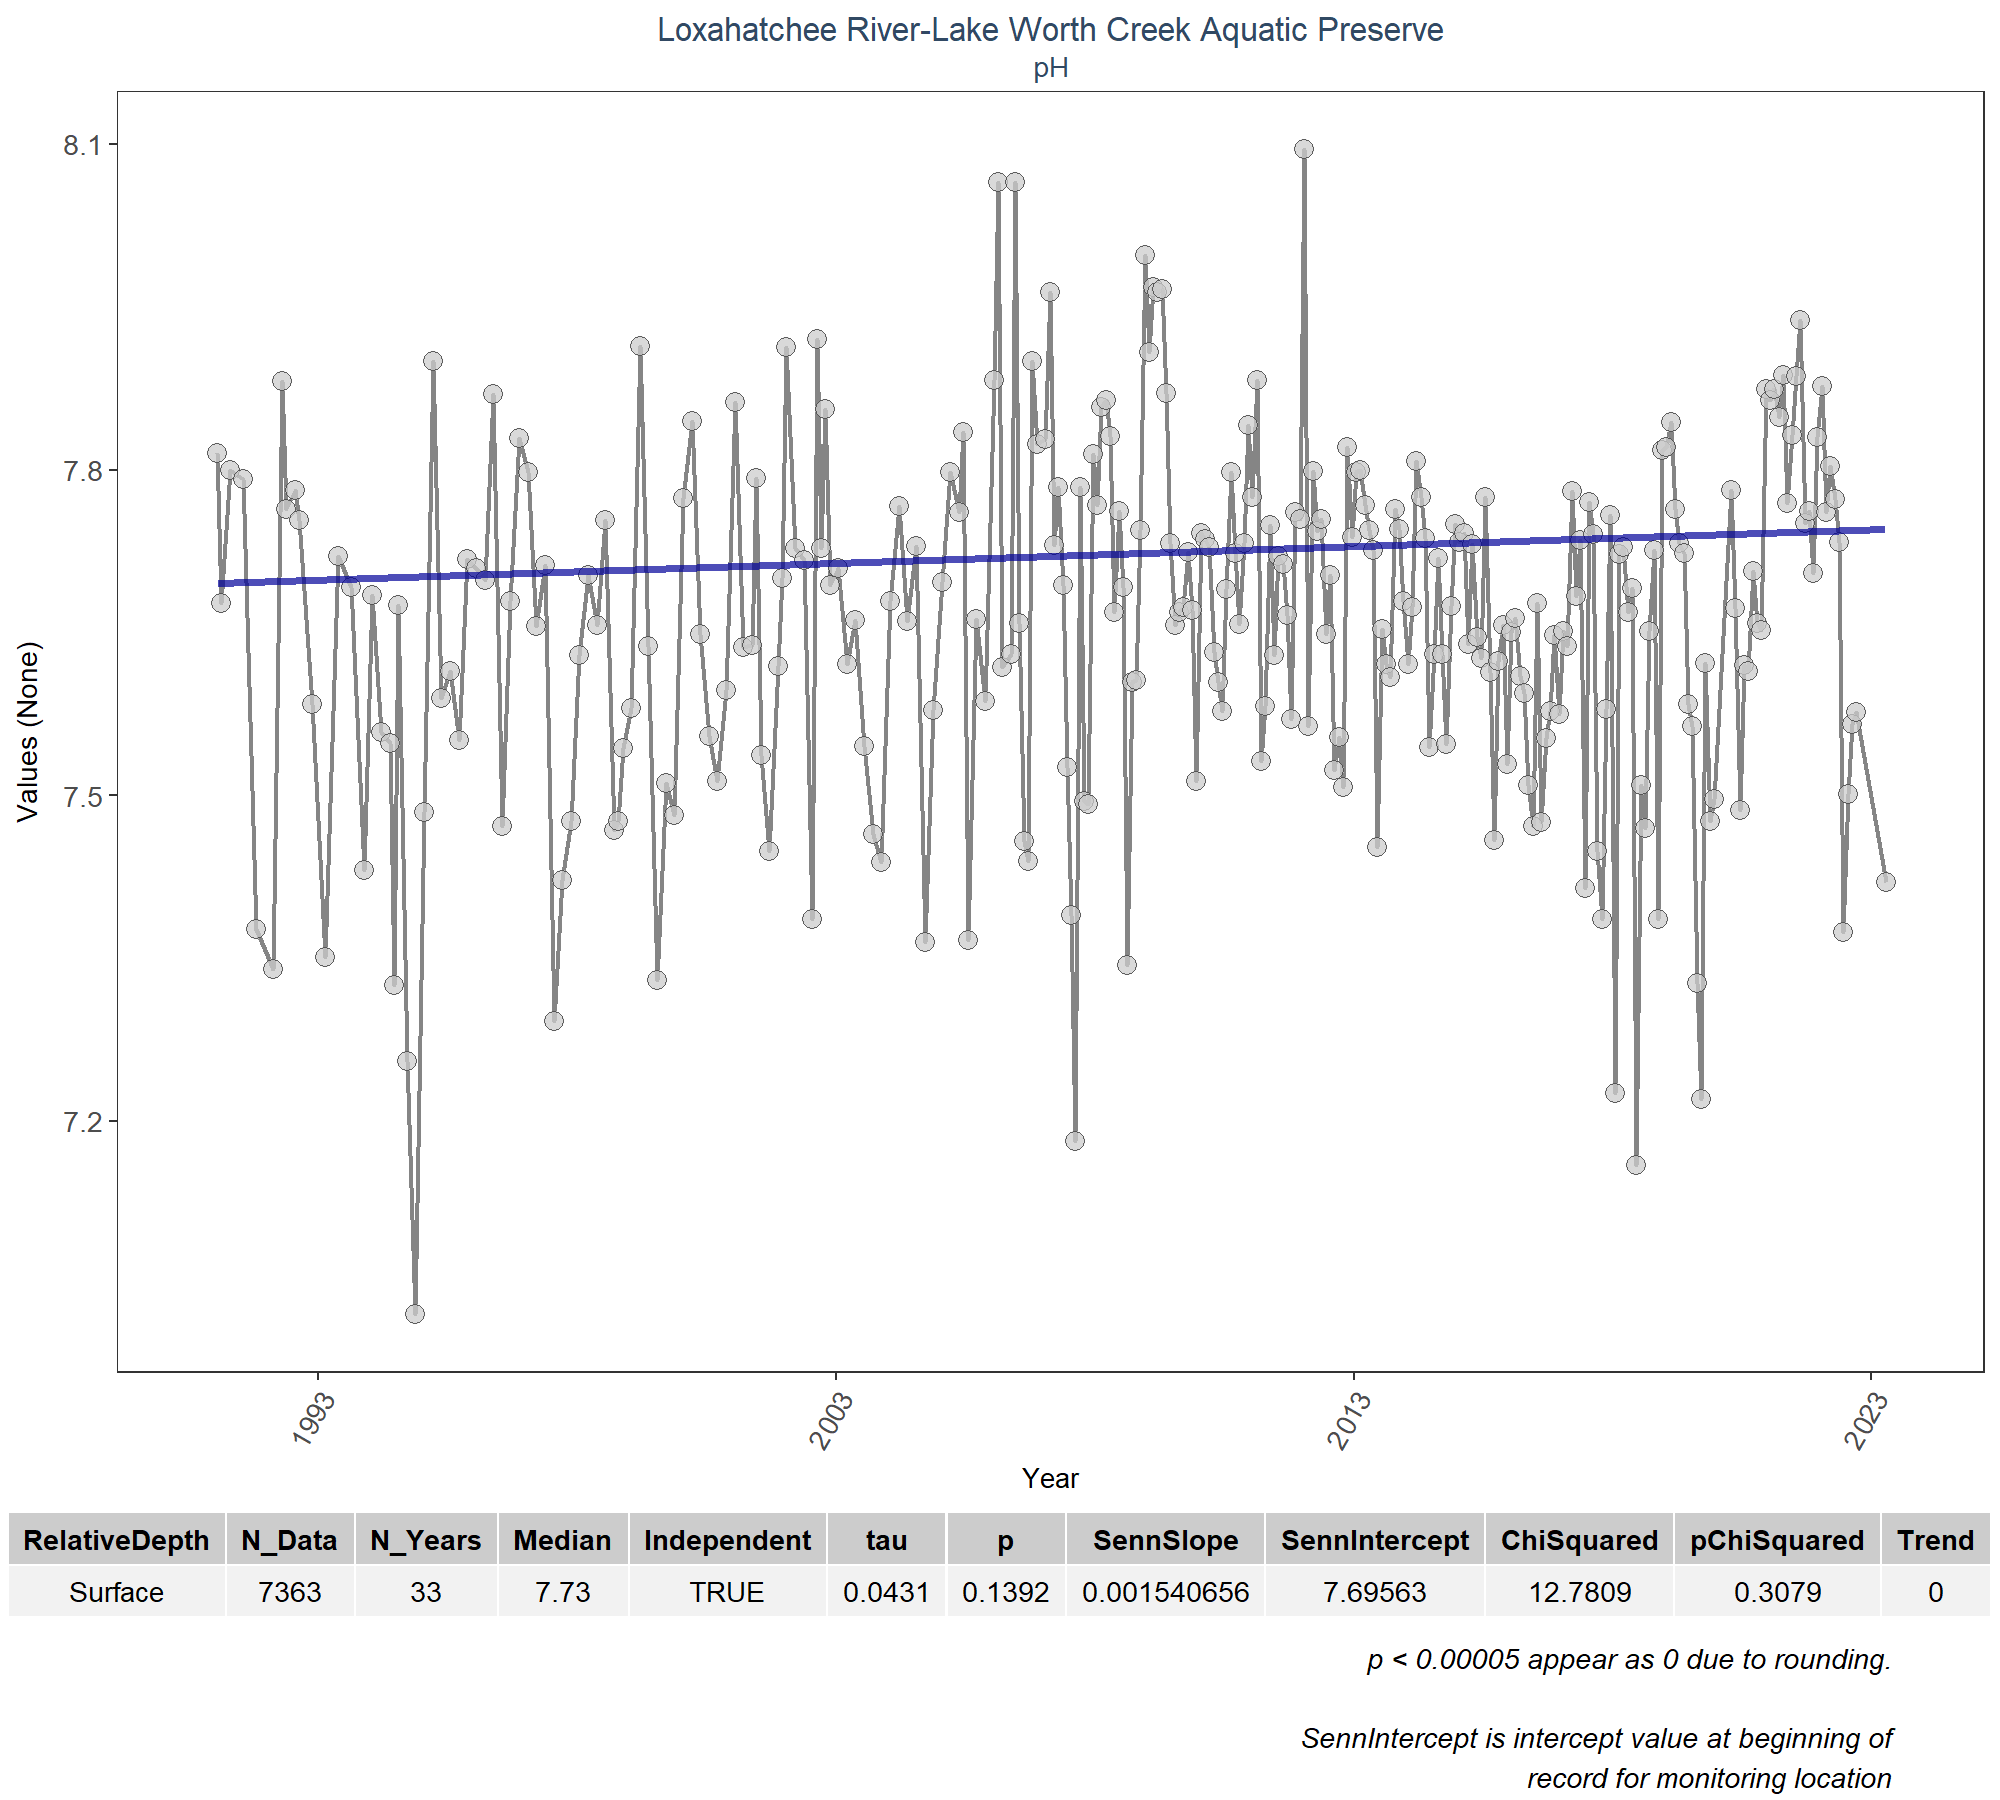 Loxahatchee River-Lake Worth Creek Aquatic Preserve
pH
8.1
7.8
7.5
7.2
Values (None)
1993
2003
2013
2023
Year
RelativeDepth N_Data N_Years Median Independent tau p SennSlope SennIntercept ChiSquared pChiSquared Trend
Surface 7363 33 7.73 TRUE 0.0431 0.1392 0.001540656 7.69563 12.7809 0.3079 0
p < 0.00005 appear as 0 due to rounding.
SennIntercept is intercept value at beginning of
record for monitoring location